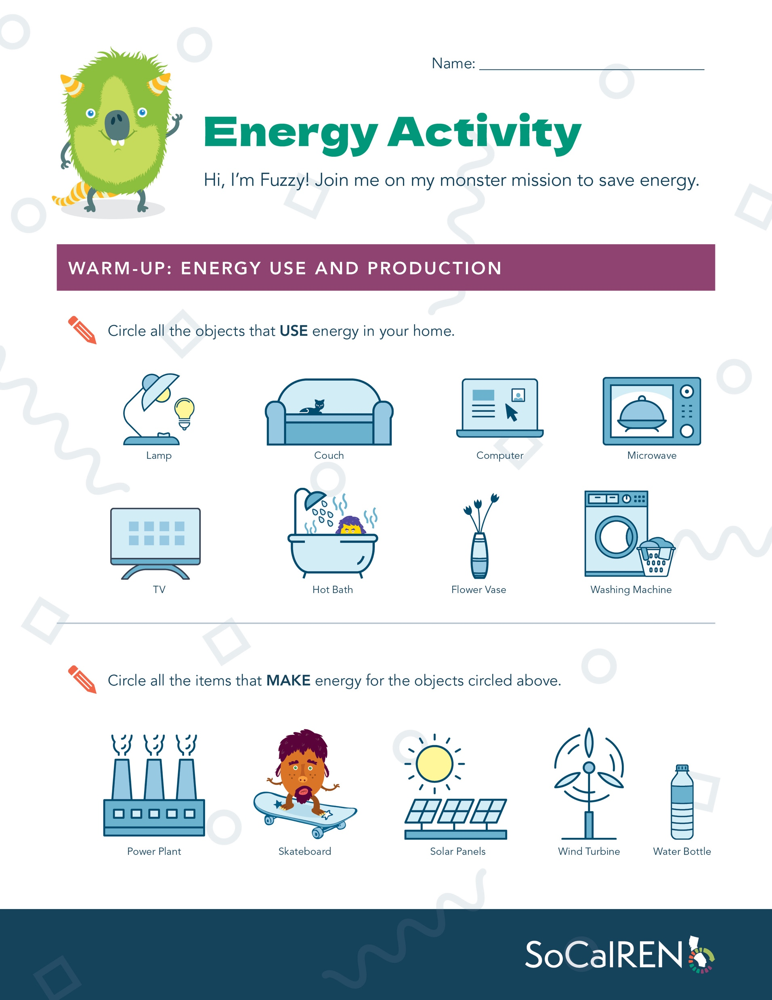 Name:
Energy Activity
Hi, I'm Fuzzy! Join me on my monster mission to save energy.
WARM-UP: ENERGY USE AND PRODUCTION
Circle all the objects that USE energy in your home.
Lamp
Couch
Computer
Microwave
TV
Hot Bath
Flower Vase
Washing Machine
Circle all the items that MAKE energy for the objects circled above.
Power Plant
Skateboard
Solar Panels
Wind Turbine
Water Bottle
SoCalREN